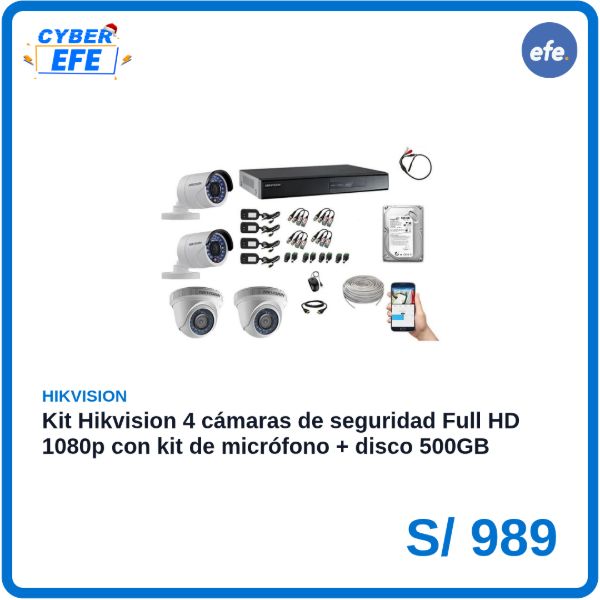 CYBER
EFE
efe.
HIKVISION
HIKVISION
Kit Hikvision 4 cámaras de seguridad Full HD
1080p con kit de micrófono + disco 500GB
S/ 989